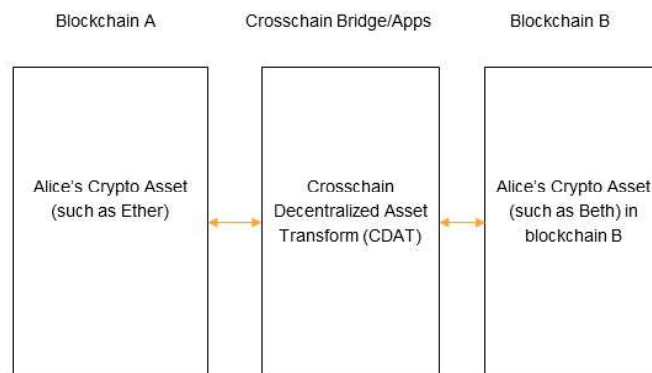 Blockchain A
Crosschain Bridge/Apps
Blockchain B
Alice's Crypto Asset
(such as Ether)
Crosschain
Decentralized Asset
Transform (CDAT)
Alice's Crypto Asset
(such as Beth) in
blockchain B